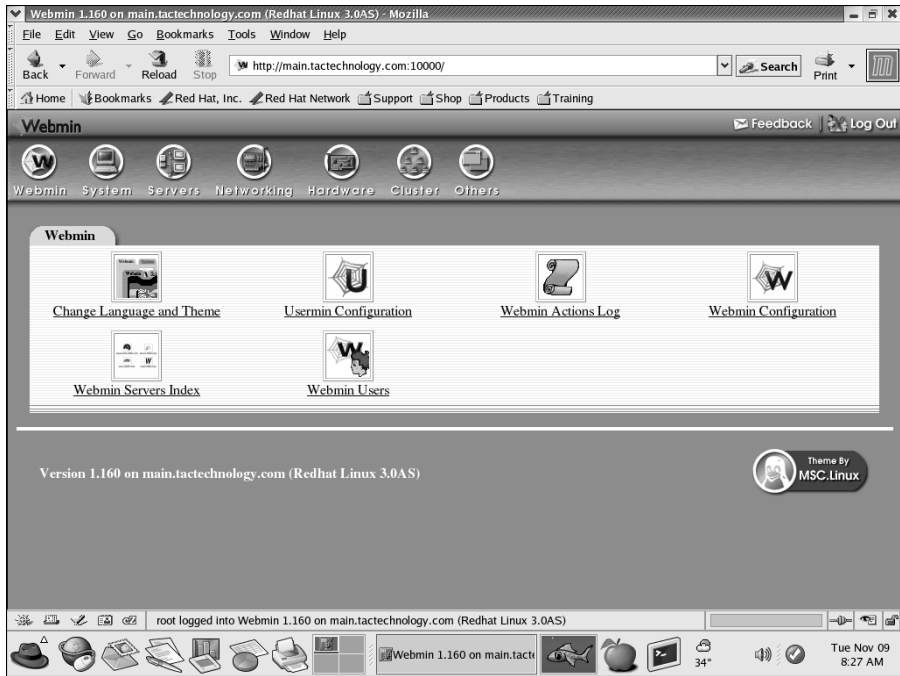 Webmin 1.160 on main.tactechnology.com (Redhat Linux 3.0AS) - Mozilla
File Edit View Go Bookmarks Tools Window Help
Back Forward Reload Stop http://main.tactechnology.com:10000/ Search Print
Home Bookmarks Red Hat, Inc. Red Hat Network Support Shop Products Training
Webmin Feedback Log Out
Webmin System Servers Networking Hardware Cluster Others
Webmin
Change Language and Theme Usermin Configuration Webmin Actions Log Webmin Configuration
Webmin Servers Index Webmin Users
Version 1.160 on main.tactechnology.com (Redhat Linux 3.0AS)
Theme By
MSC.Linux
root logged into Webmin 1.160 on main.tactechnology.com (Redhat Linux 3.0AS)
Webmin 1.160 on main.tacte 34° Tue Nov 09
8:27 AM